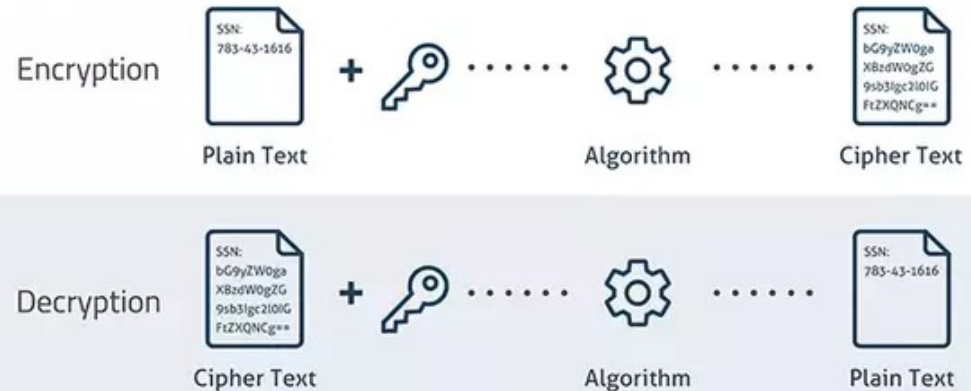 SSN:
783-43-1616
Encryption
+
Plain Text
Algorithm
SSN:
bG9yZW0ga
XBzdW0gZG
9sb3Igc2l0IG
FtZXQNCg==
Cipher Text
SSN:
bG9yZW0ga
XBzdW0gZG
9sb3Igc2l0IG
FtZXQNCg==
Decryption
+
Cipher Text
Algorithm
SSN:
783-43-1616
Plain Text